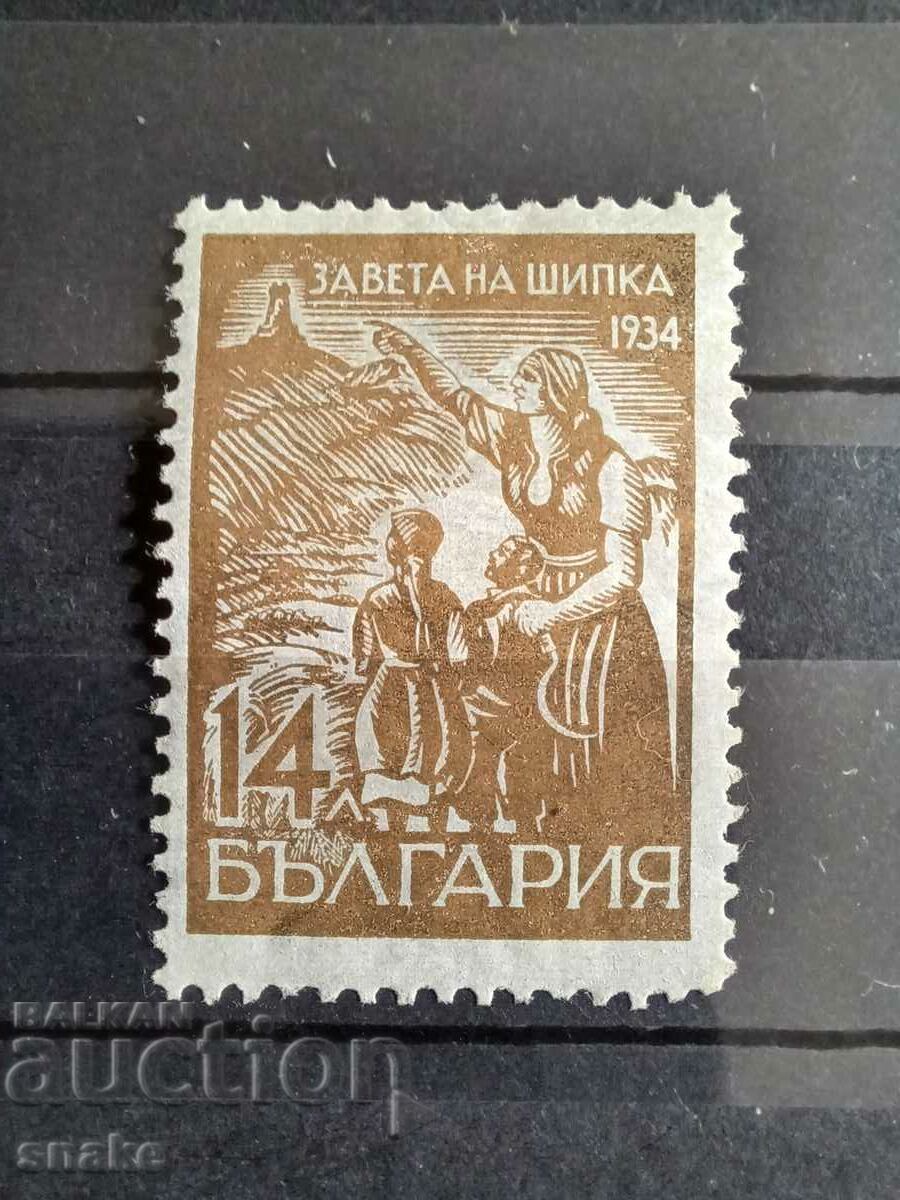 ЗАВЕТА НА ШИПКА
1934
14 Л
БЪЛГАРИЯ
BALKAN
auction
snake